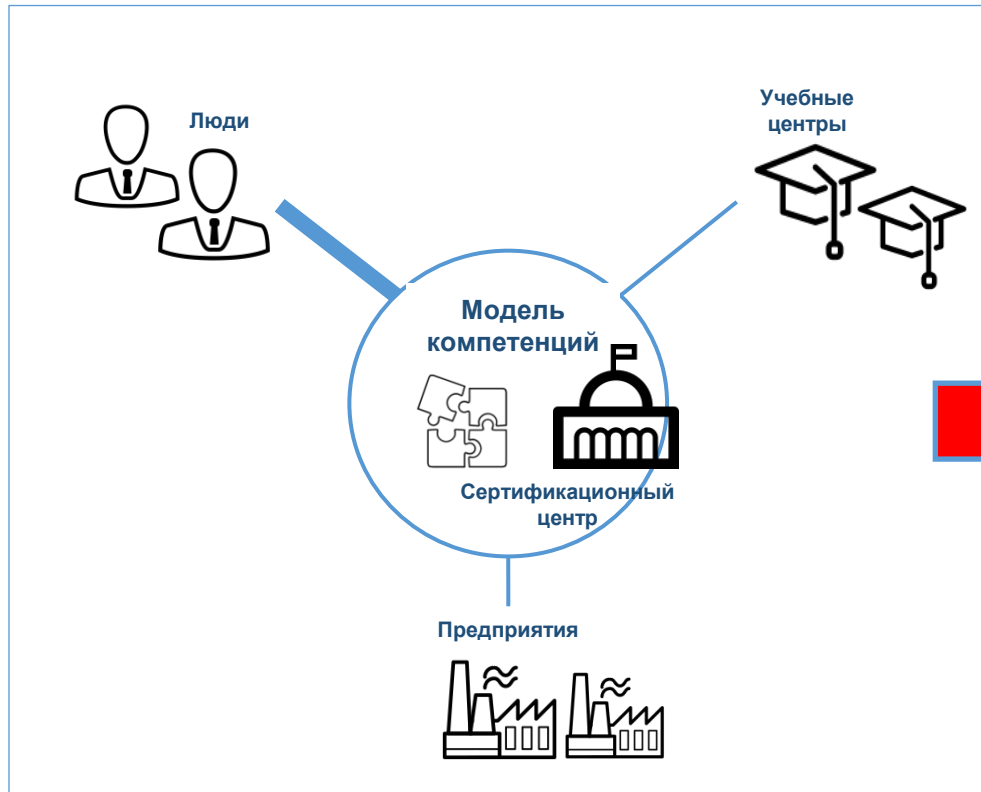 Люди
Учебные
центры
Модель
компетенций
Сертификационный
центр
Предприятия